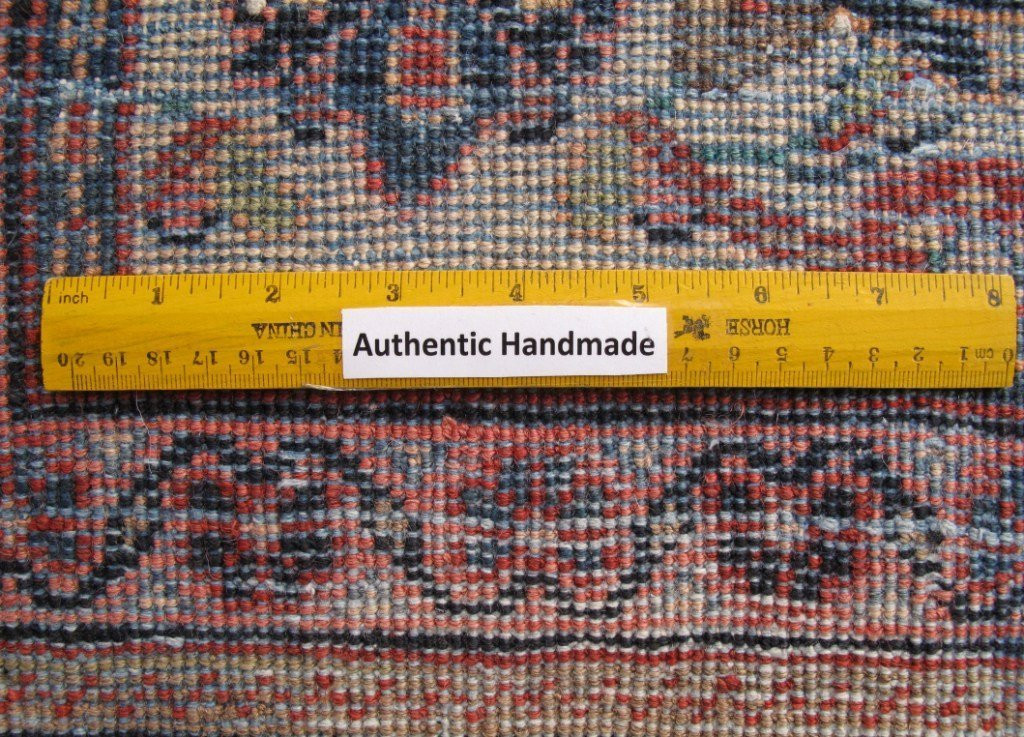 inch 1 2 3 4 5 6 7 8
IN CHINA
Authentic Handmade
HORSE
20 19 18 17 16 15 14 7 6 5 4 3 2 1 cm 0